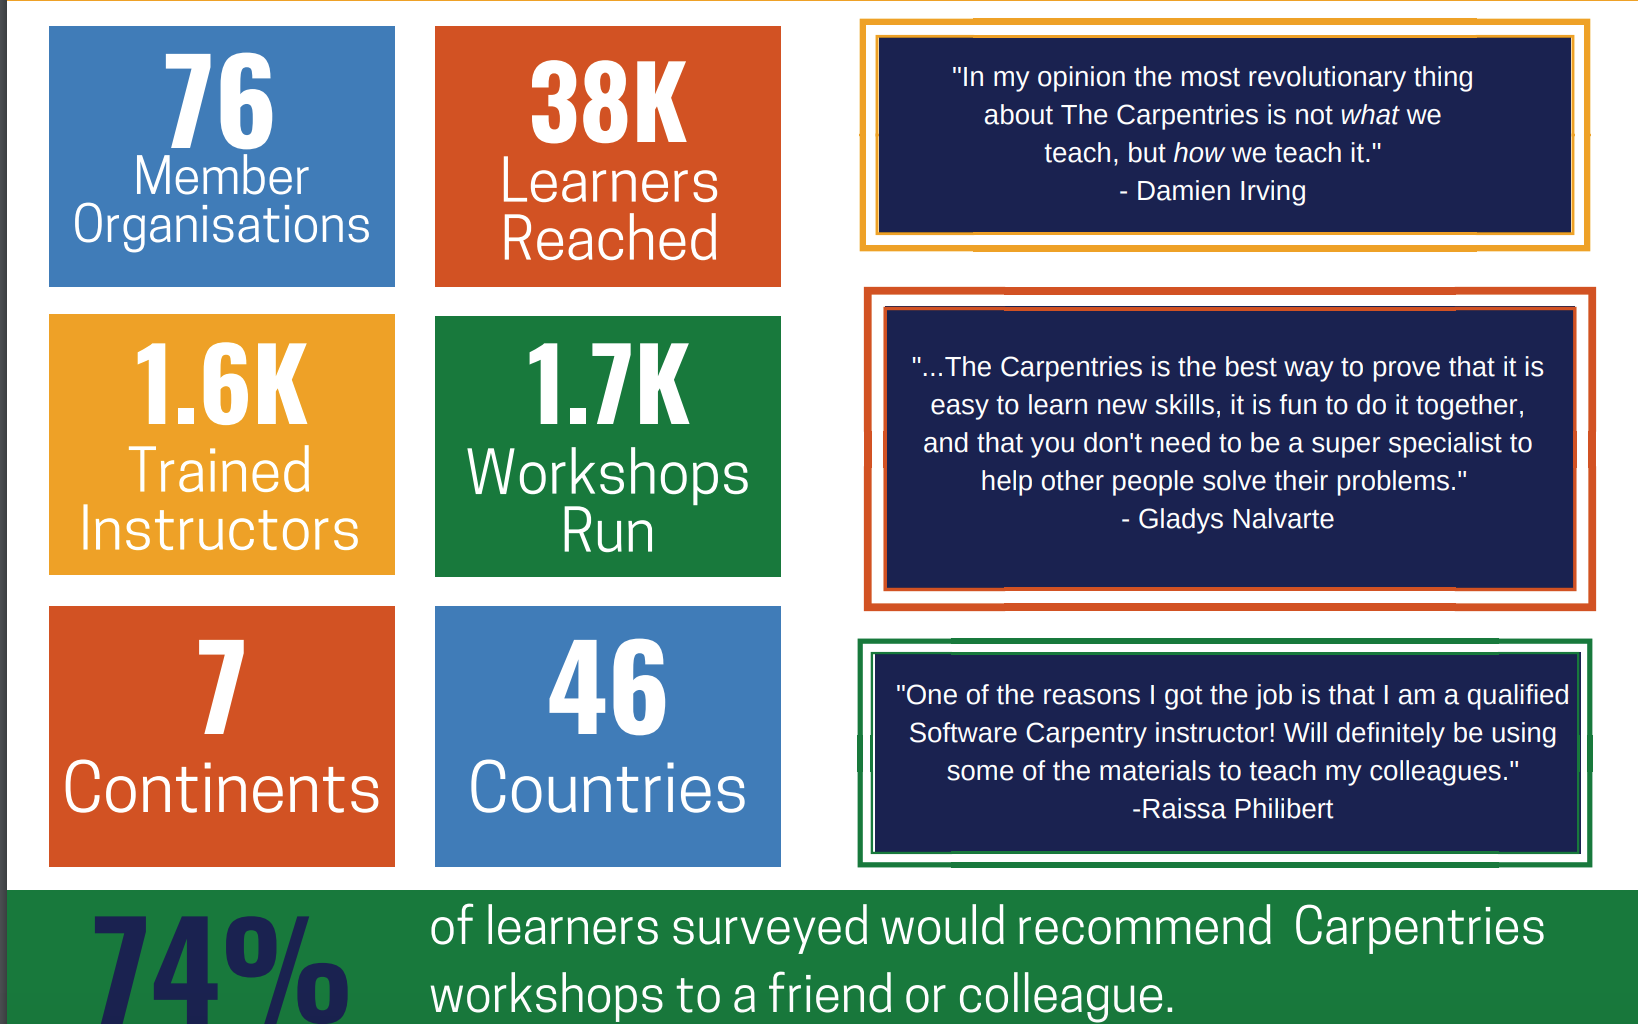 76
Member
Organisations
38K
Learners
Reached
1.6K
Trained
Instructors
1.7K
Workshops
Run
7
Continents
46
Countries
"In my opinion the most revolutionary thing
about The Carpentries is not what we
teach, but how we teach it."
- Damien Irving
"...The Carpentries is the best way to prove that it is
easy to learn new skills, it is fun to do it together,
and that you don't need to be a super specialist to
help other people solve their problems."
- Gladys Nalvarte
"One of the reasons I got the job is that I am a qualified
Software Carpentry instructor! Will definitely be using
some of the materials to teach my colleagues."
-Raissa Philibert
74%
of learners surveyed would recommend Carpentries
workshops to a friend or colleague.